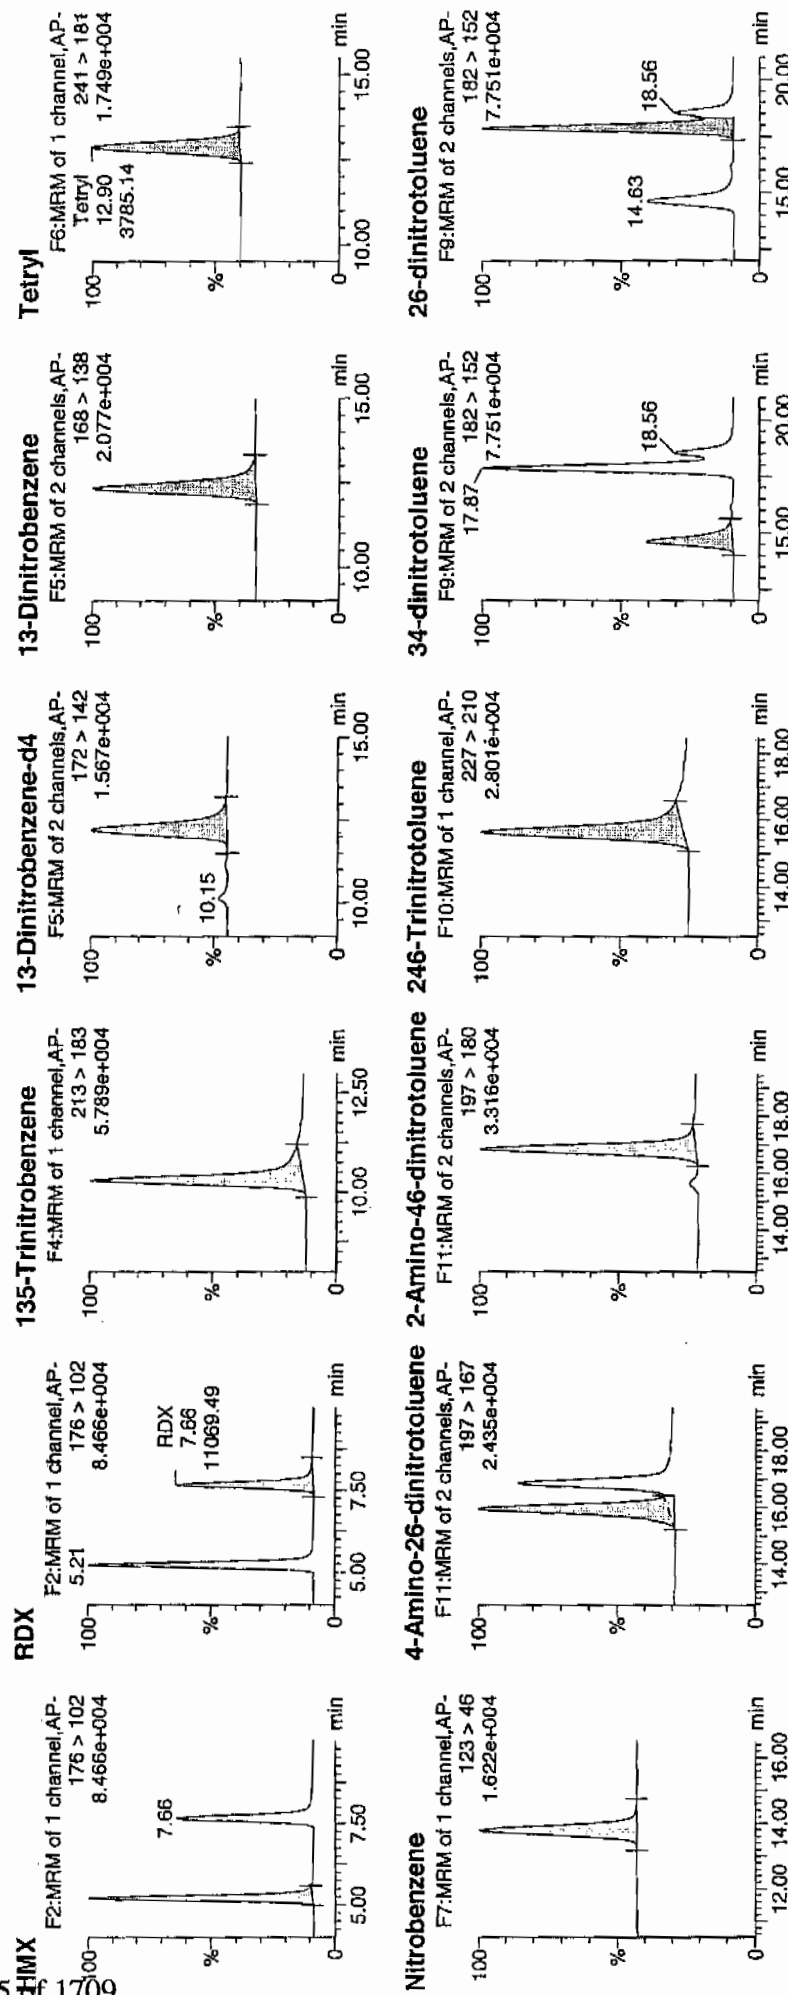 HMX
F2:MRM of 1 channel,AP-
176 > 102
8.466e+004
7.66
100
%
0
5.00
7.50
min
RDX
F2:MRM of 1 channel,AP-
5.21
176 > 102
8.466e+004
RDX
7.66
11069.49
100
%
0
5.00
7.50
min
135-Trinitrobenzene
F4:MRM of 1 channel,AP-
213 > 183
5.789e+004
100
%
0
10.00
12.50
min
13-Dinitrobenzene-d4
F5:MRM of 2 channels,AP-
172 > 142
1.567e+004
10.15
100
%
0
10.00
15.00
min
13-Dinitrobenzene
F5:MRM of 2 channels,AP-
168 > 138
2.077e+004
100
%
0
10.00
15.00
min
Tetryl
F6:MRM of 1 channel,AP-
Tetryl
241 > 181
12.90
1.749e+004
3785.14
100
%
0
10.00
15.00
min
Nitrobenzene
F7:MRM of 1 channel,AP-
123 > 46
1.622e+004
100
%
0
12.00
14.00
16.00
min
4-Amino-26-dinitrotoluene
F11:MRM of 2 channels,AP-
197 > 167
2.435e+004
100
%
0
14.00
16.00
18.00
min
2-Amino-46-dinitrotoluene
F11:MRM of 2 channels,AP-
197 > 180
3.316e+004
100
%
0
14.00
16.00
18.00
min
246-Trinitrotoluene
F10:MRM of 1 channel,AP-
227 > 210
2.801e+004
100
%
0
14.00
16.00
18.00
min
34-dinitrotoluene
F9:MRM of 2 channels,AP-
182 > 152
17.87
7.751e+004
18.56
100
%
0
15.00
20.00
min
26-dinitrotoluene
F9:MRM of 2 channels,AP-
182 > 152
7.751e+004
14.63
18.56
100
%
0
15.00
20.00
min
of 1709